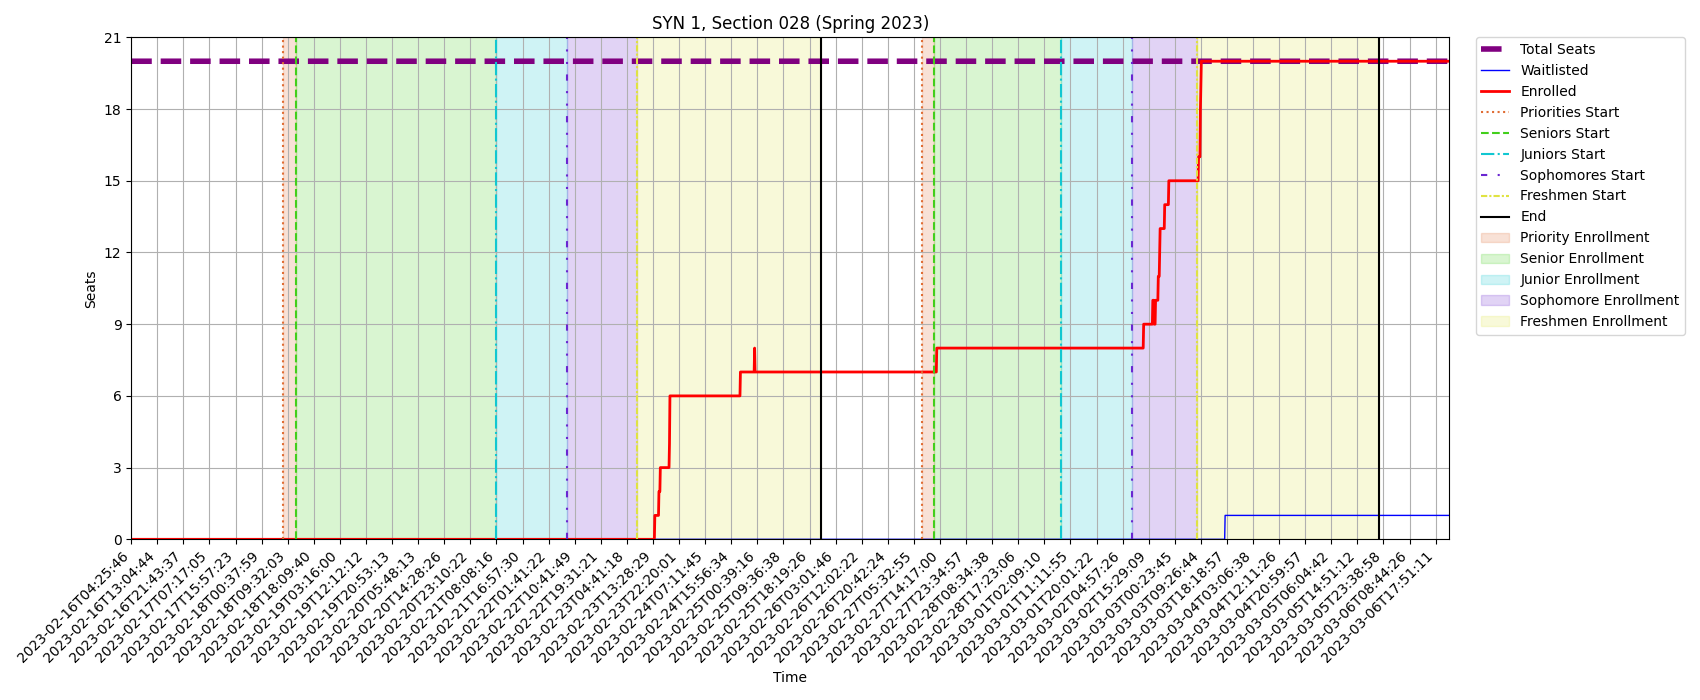 SYN 1, Section 028 (Spring 2023)
21
18
15
12
9
6
3
0
Seats
2023-02-16T04:25:46
2023-02-16T13:04:44
2023-02-16T21:43:37
2023-02-17T07:17:05
2023-02-17T15:57:23
2023-02-18T00:37:59
2023-02-18T09:32:03
2023-02-18T18:09:40
2023-02-19T03:16:00
2023-02-19T12:12:12
2023-02-19T20:53:13
2023-02-20T05:48:13
2023-02-20T14:28:26
2023-02-20T23:10:22
2023-02-21T08:08:16
2023-02-21T16:57:30
2023-02-22T01:41:22
2023-02-22T10:41:49
2023-02-22T19:31:21
2023-02-23T04:41:18
2023-02-23T13:28:29
2023-02-23T22:20:01
2023-02-24T07:11:45
2023-02-24T15:56:34
2023-02-25T00:39:16
2023-02-25T09:36:38
2023-02-25T18:19:26
2023-02-26T03:01:46
2023-02-26T12:02:22
2023-02-26T20:42:24
2023-02-27T05:32:55
2023-02-27T14:17:00
2023-02-27T23:34:57
2023-02-28T08:34:38
2023-02-28T17:23:06
2023-03-01T02:09:10
2023-03-01T11:11:55
2023-03-01T20:01:22
2023-03-02T04:57:26
2023-03-02T15:29:09
2023-03-03T00:23:45
2023-03-03T09:26:44
2023-03-03T18:18:57
2023-03-04T03:06:38
2023-03-04T12:11:26
2023-03-04T20:59:57
2023-03-05T06:04:42
2023-03-05T14:51:12
2023-03-05T23:38:58
2023-03-06T08:44:26
2023-03-06T17:51:11
Time
Total Seats
Waitlisted
Enrolled
Priorities Start
Seniors Start
Juniors Start
Sophomores Start
Freshmen Start
End
Priority Enrollment
Senior Enrollment
Junior Enrollment
Sophomore Enrollment
Freshmen Enrollment